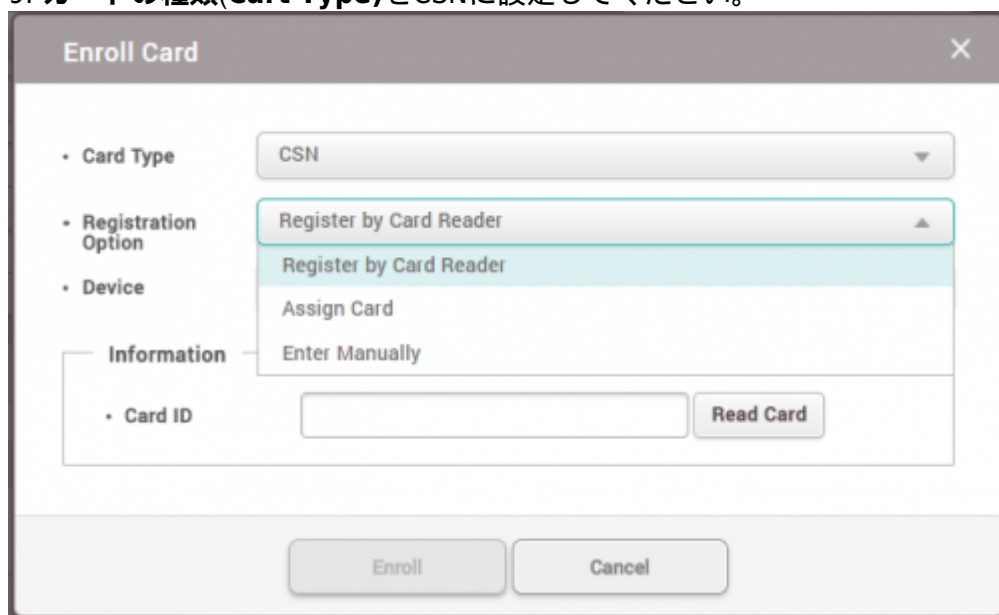 カードの種類(Cart Type)をCSNに設定してください。
Enroll Card
Card Type
CSN
Registration
Option
Register by Card Reader
Register by Card Reader
Device
Assign Card
Information
Enter Manually
Card ID
Read Card
Enroll
Cancel